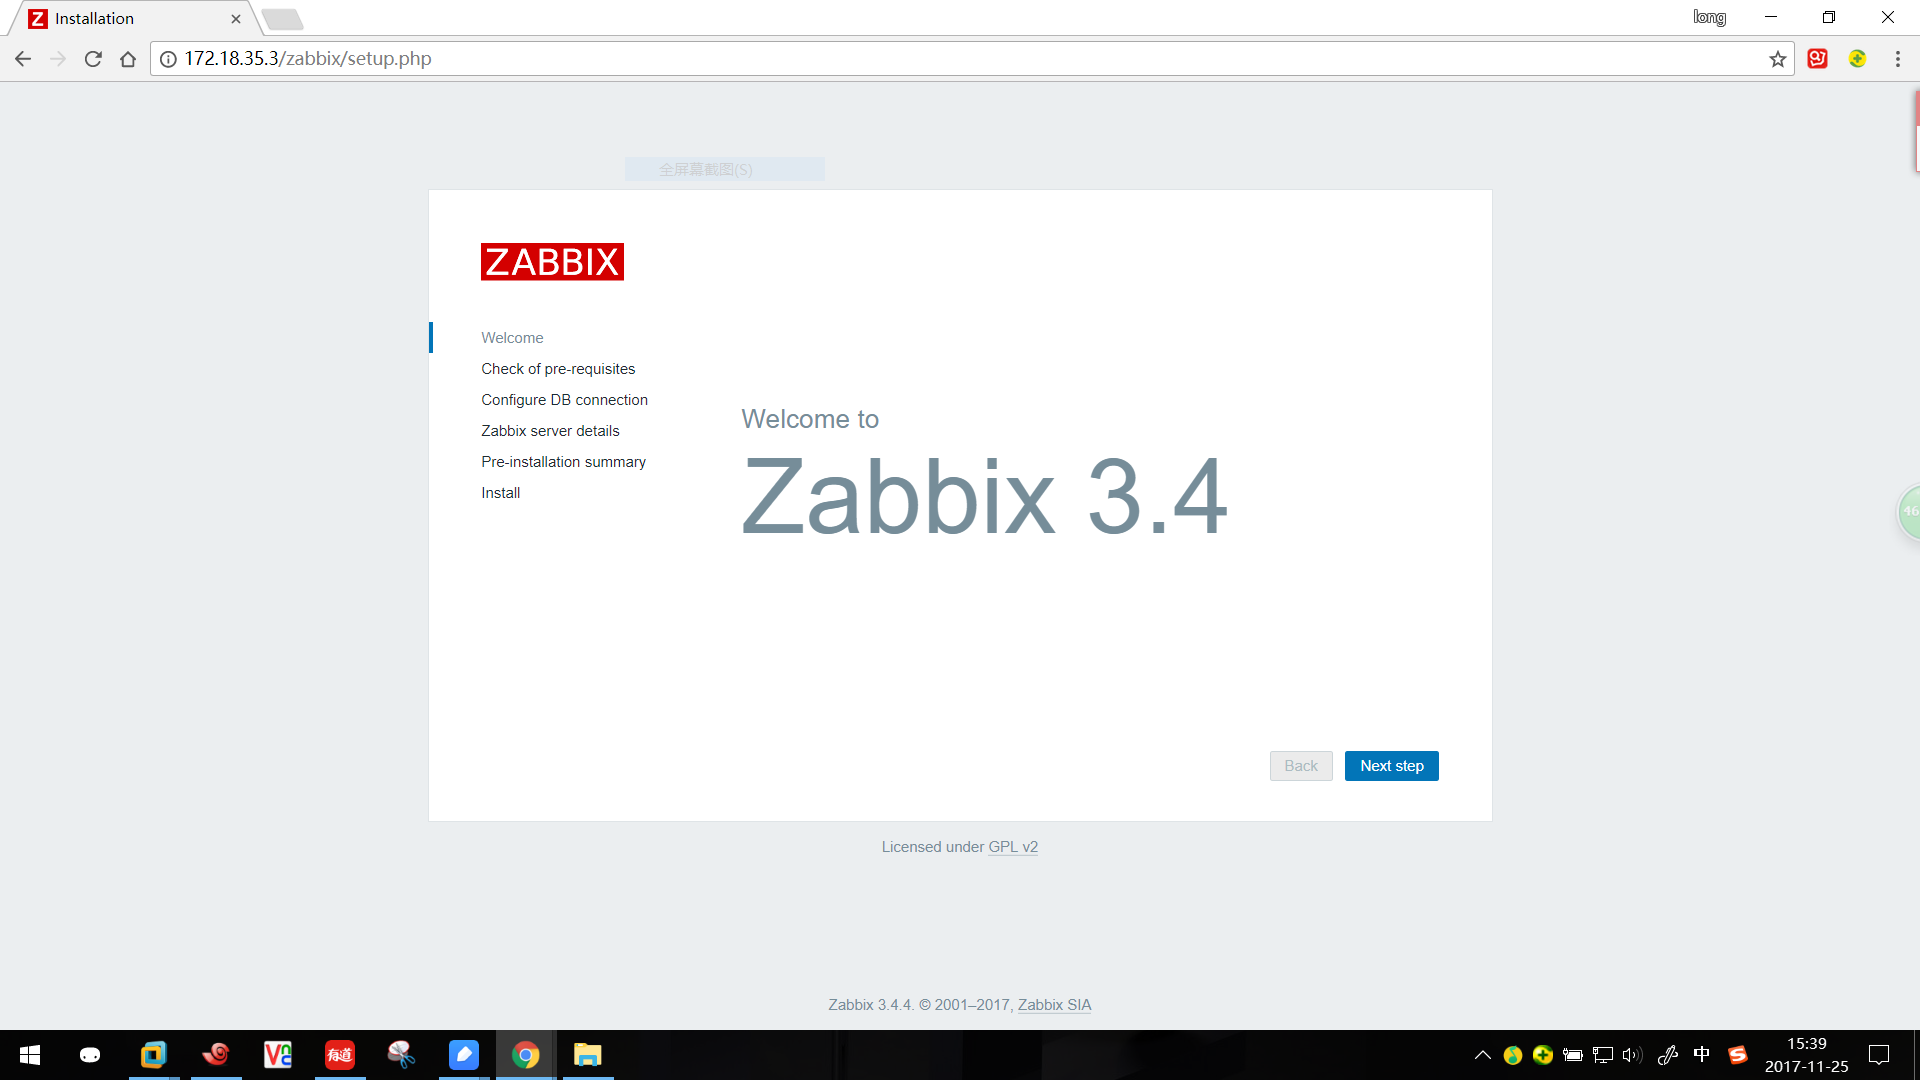 Installation
long
172.18.35.3/zabbix/setup.php
全屏幕截图(S)
ZABBIX
Welcome
Check of pre-requisites
Configure DB connection
Zabbix server details
Pre-installation summary
Install
Welcome to
Zabbix 3.4
Back
Next step
46
Licensed under GPL v2
Zabbix 3.4.4. © 2001–2017, Zabbix SIA
有道
中
15:39
2017-11-25